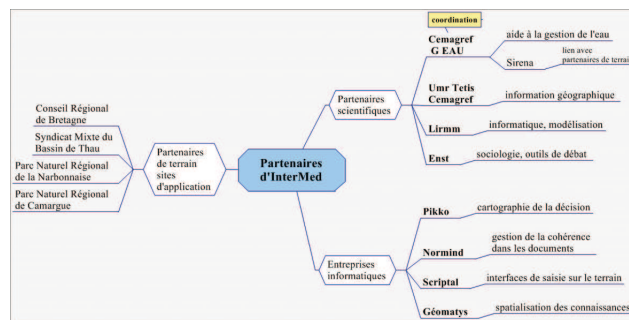 coordination
Cemagref
G EAU
aide à la gestion de l'eau
Sirena
lien avec
partenaires de terrain
Partenaires
scientifiques
Umr Tetis
Cemagref
information géographique
Lirmm
informatique, modélisation
Enst
sociologie, outils de débat
Conseil Régional
de Bretagne
Syndicat Mixte du
Bassin de Thau
Parc Naturel Régional
de la Narbonnaise
Parc Naturel Régional
de Camargue
Partenaires
de terrain
sites
d'application
Partenaires
d'InterMed
Entreprises
informatiques
Pikko
cartographie de la décision
Normind
gestion de la cohérence
dans les documents
Scriptal
interfaces de saisie sur le terrain
Géomatys
spatialisation des connaissances